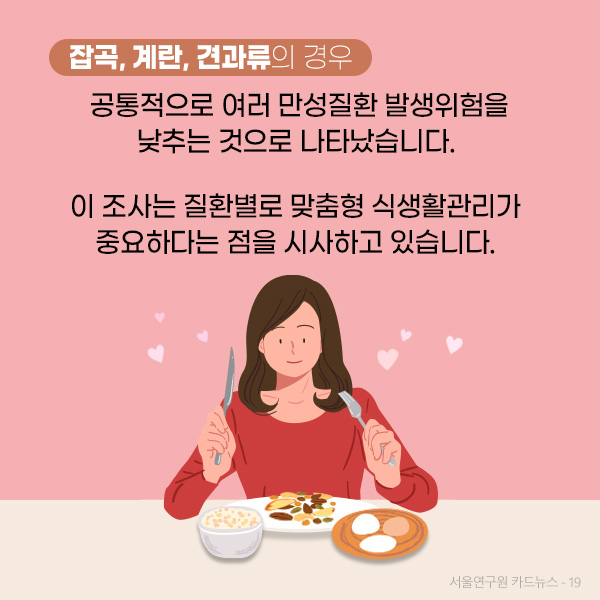 잡곡, 계란, 견과류의 경우
공통적으로 여러 만성질환 발생위험을
낮추는 것으로 나타났습니다.
이 조사는 질환별로 맞춤형 식생활관리가
중요하다는 점을 시사하고 있습니다.
서울연구원 카드뉴스 - 19